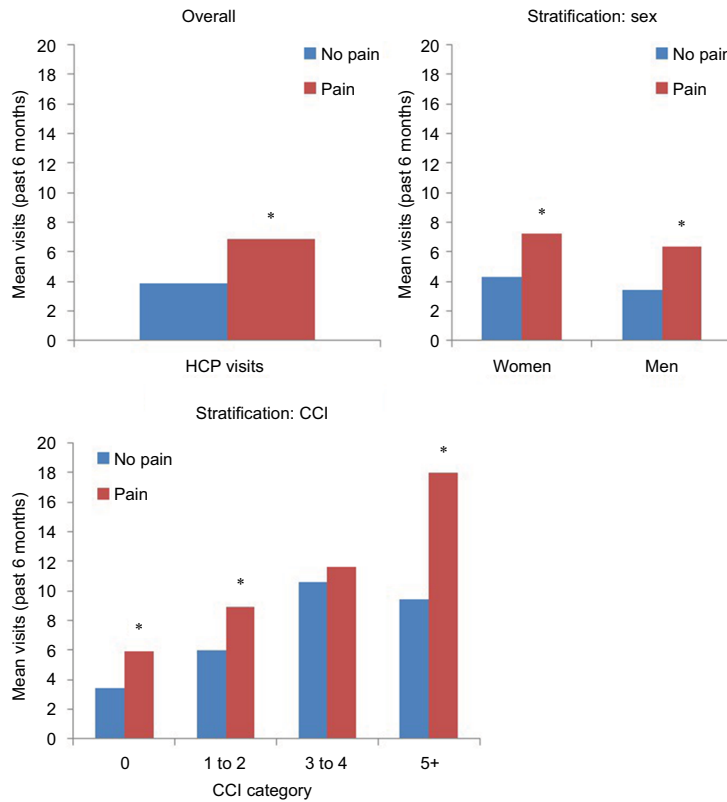 Overall
No pain
Pain
Mean visits (past 6 months)
20
18
16
14
12
10
8
6
4
2
0
*
HCP visits
Stratification: sex
No pain
Pain
Mean visits (past 6 months)
20
18
16
14
12
10
8
6
4
2
0
*
*
Women Men
Stratification: CCI
No pain
Pain
Mean visits (past 6 months)
20
18
16
14
12
10
8
6
4
2
0
*
*
*
0 1 to 2 3 to 4 5+
CCI category